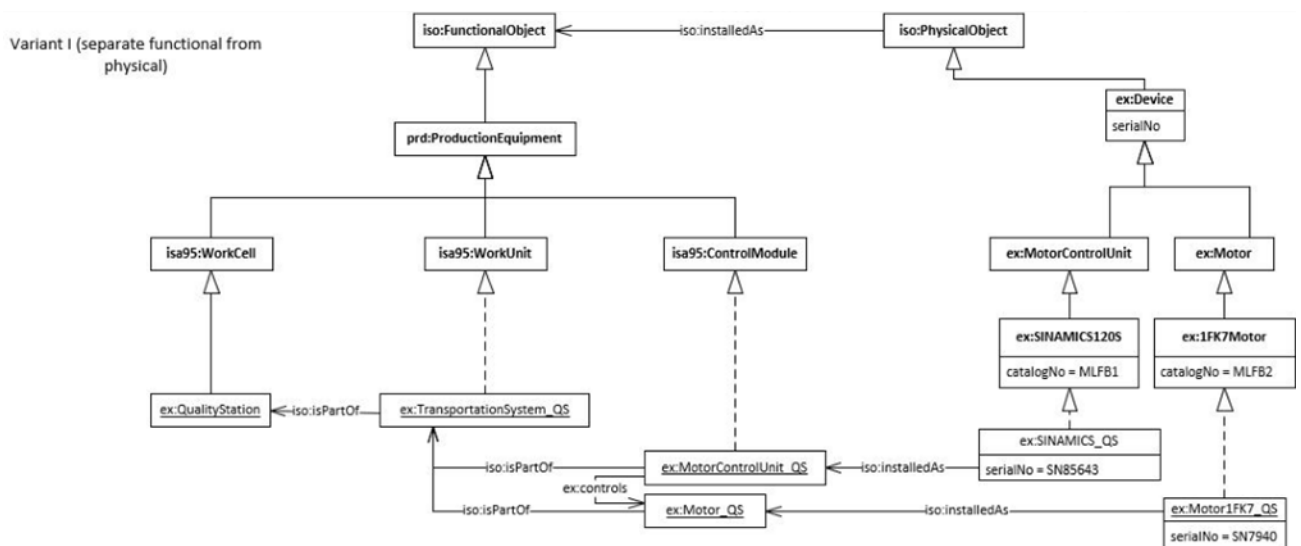 iso:FunctionalObject
iso:installedAs
iso:PhysicalObject
Variant I (separate functional from
physical)
ex:Device
serialNo
prd:ProductionEquipment
isa95:WorkCell
isa95:WorkUnit
isa95:ControlModule
ex:MotorControlUnit
ex:Motor
ex:SINAMICS120S
catalogNo = MLFB1
ex:1FK7Motor
catalogNo = MLFB2
ex:QualityStation
iso:isPartOf
ex:TransportationSystem_QS
ex:SINAMICS_QS
serialNo = SN85643
iso:isPartOf
ex:MotorControlUnit_QS
iso:installedAs
ex:controls
iso:isPartOf
ex:Motor_QS
iso:installedAs
ex:Motor1FK7_QS
serialNo = SN7940